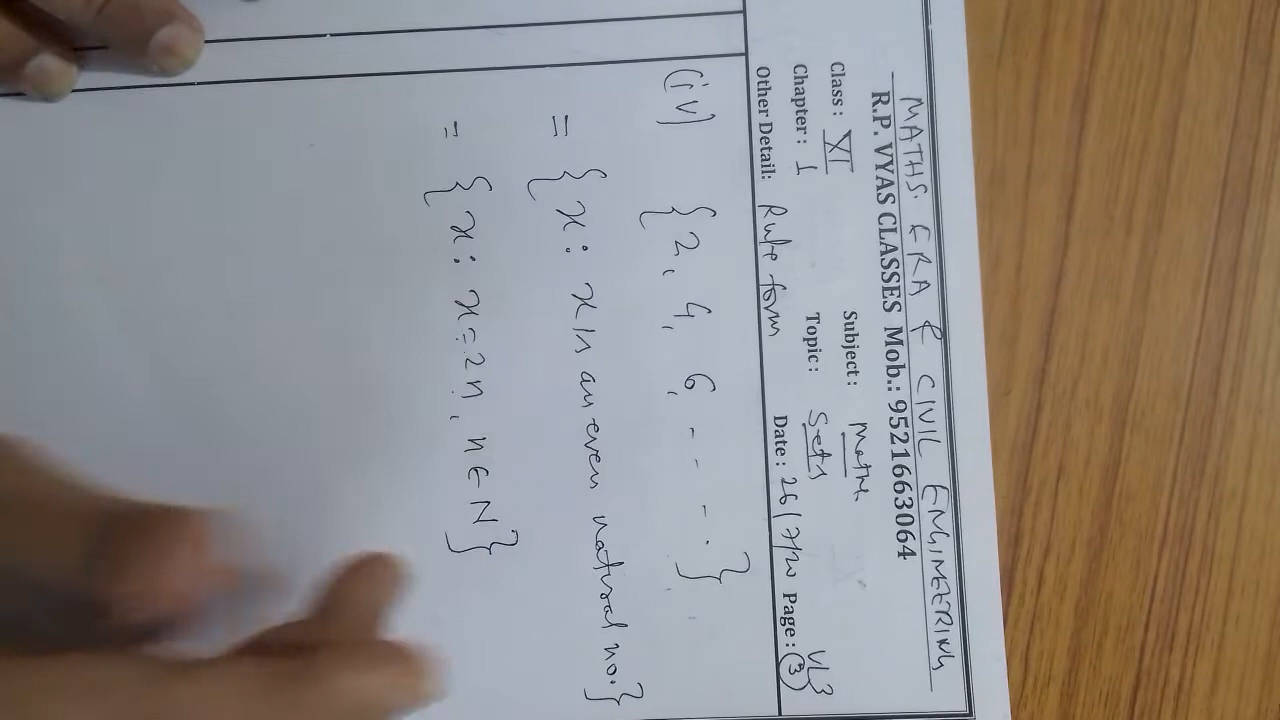 MATHS ERA & CIVIL ENGINEERING
R.P. VYAS CLASSES Mob.: 9521663064
Class: XI Subject: Maths
Chapter: 1 Topic: Sets VL3
Other Detail: Rule form Date: 26/7/20 Page: 3
(iv) {2, 4, 6, - - - .}
= {x: x is an even natural no.}
= {x: x=2n, n∈N}